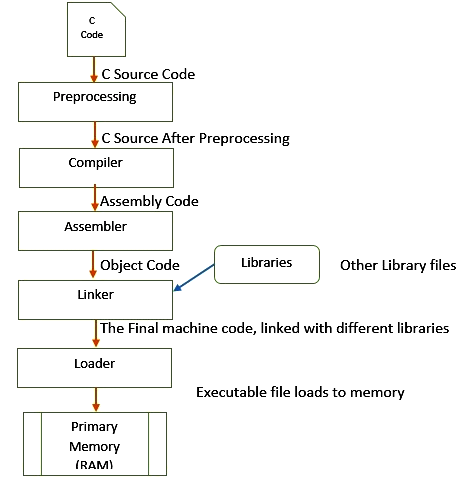 C
Code
C Source Code
Preprocessing
C Source After Preprocessing
Compiler
Assembly Code
Assembler
Object Code
Libraries
Other Library files
Linker
The Final machine code, linked with different libraries
Loader
Executable file loads to memory
Primary
Memory
(RAM)